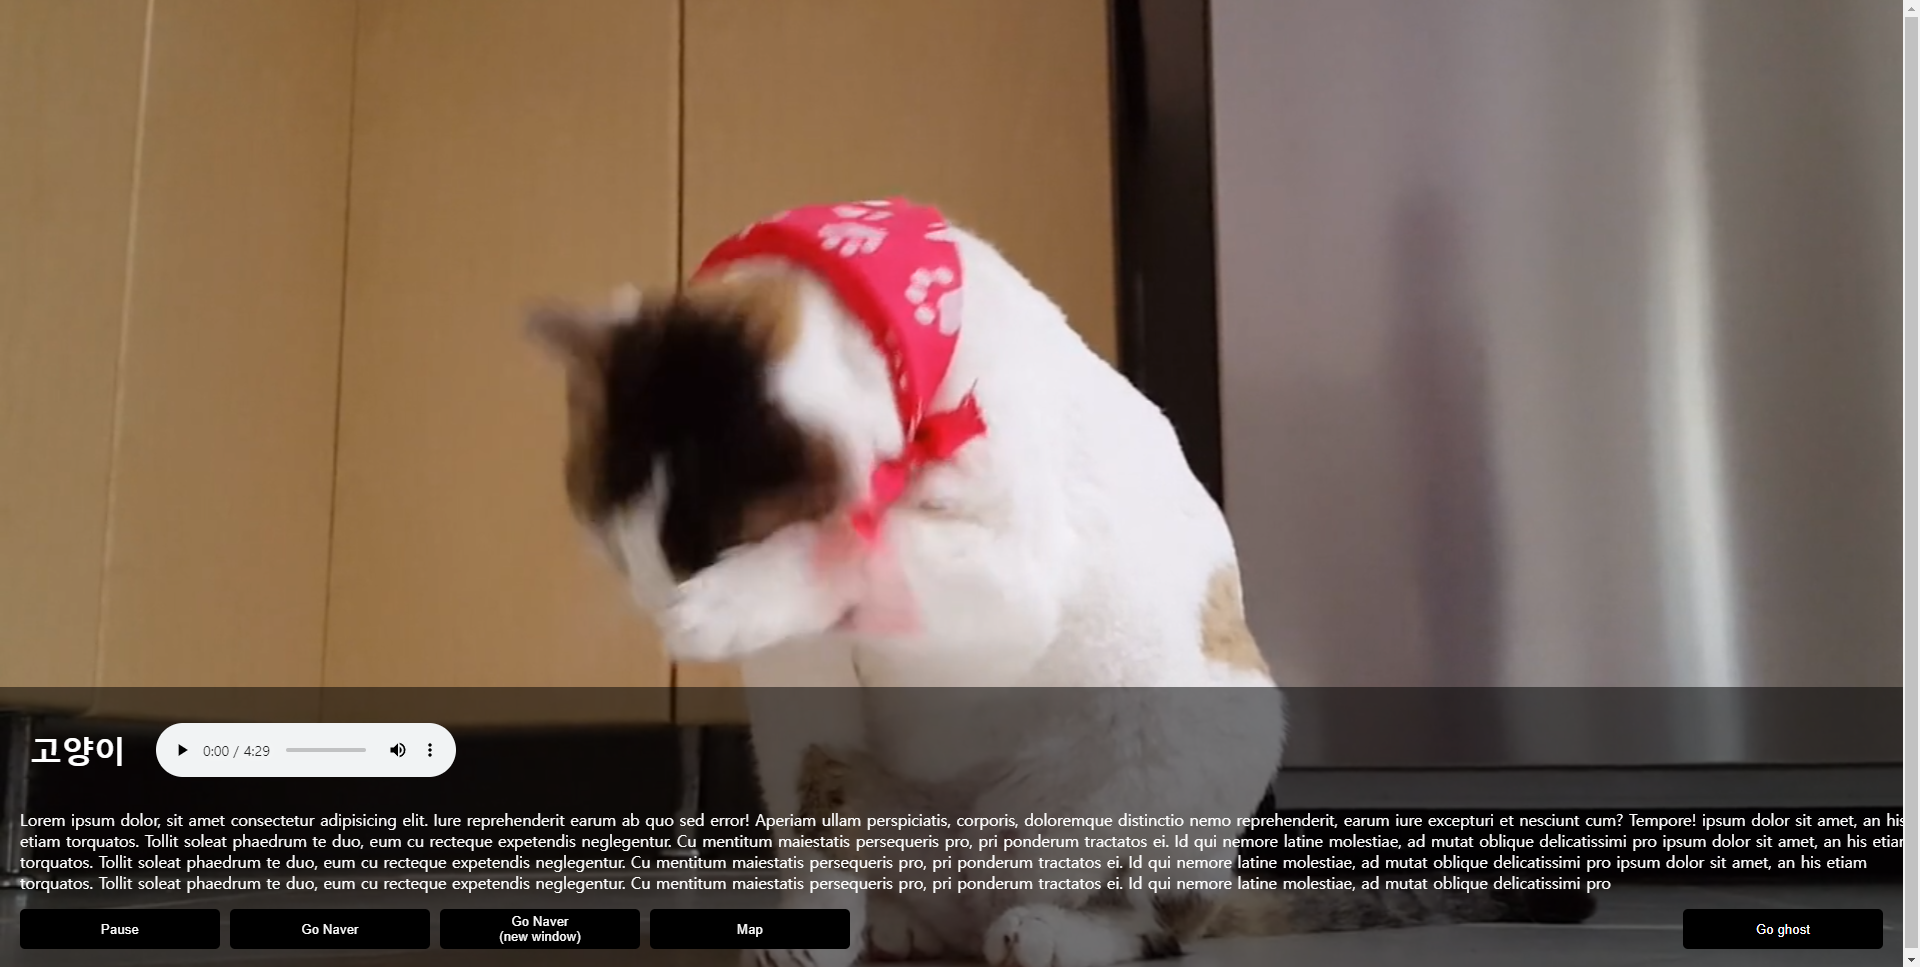 고양이
0:00 / 4:29
Lorem ipsum dolor, sit amet consectetur adipisicing elit. Iure reprehenderit earum ab quo sed error! Aperiam ullam perspiciatis, corporis, doloremque distinctio nemo reprehenderit, earum iure excepturi et nesciunt cum? Tempore! ipsum dolor sit amet, an his
etiam torquatos. Tollit soleat phaedrum te duo, eum cu recteque expetendis neglegentur. Cu mentitum maiestatis persequeris pro, pri ponderum tractatos ei. Id qui nemore latine molestiae, ad mutat oblique delicatissimi pro ipsum dolor sit amet, an his etiam
torquatos. Tollit soleat phaedrum te duo, eum cu recteque expetendis neglegentur. Cu mentitum maiestatis persequeris pro, pri ponderum tractatos ei. Id qui nemore latine molestiae, ad mutat oblique delicatissimi pro ipsum dolor sit amet, an his etiam
torquatos. Tollit soleat phaedrum te duo, eum cu recteque expetendis neglegentur. Cu mentitum maiestatis persequeris pro, pri ponderum tractatos ei. Id qui nemore latine molestiae, ad mutat oblique delicatissimi pro
Pause
Go Naver
Go Naver
(new window)
Map
Go ghost